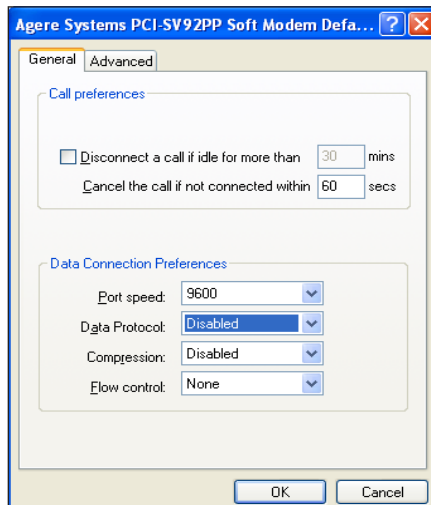 Agere Systems PCI-SV92PP Soft Modem Defa...
General Advanced
Call preferences
Disconnect a call if idle for more than 30 mins
Cancel the call if not connected within 60 secs
Data Connection Preferences
Port speed: 9600
Data Protocol: Disabled
Compression: Disabled
Flow control: None
OK Cancel